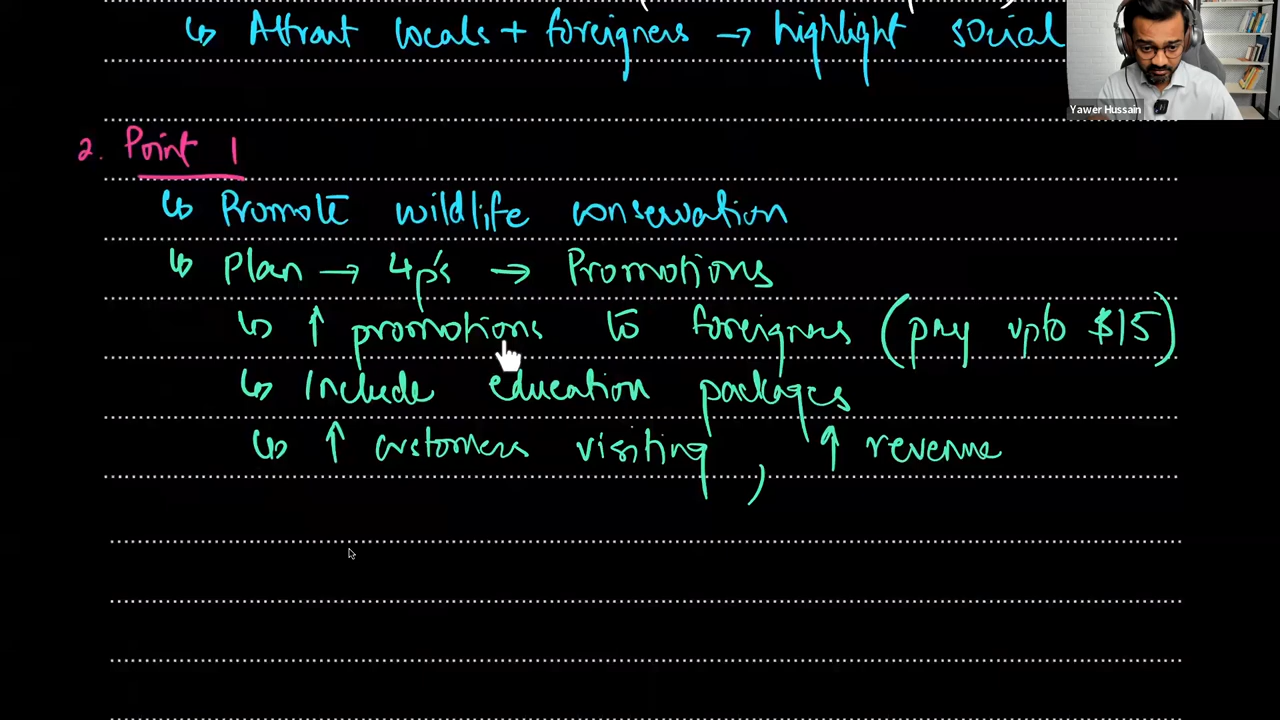 ↳ Attract locals + foreigners → highlight social
Yawer Hussain
2. Point 1
↳ Promote wildlife conservation
↳ Plan → 4p's → Promotions
↳ ↑ promotions to foreigners (pay upto $15)
↳ Include education packages
↳ ↑ customers visiting, ↑ revenue